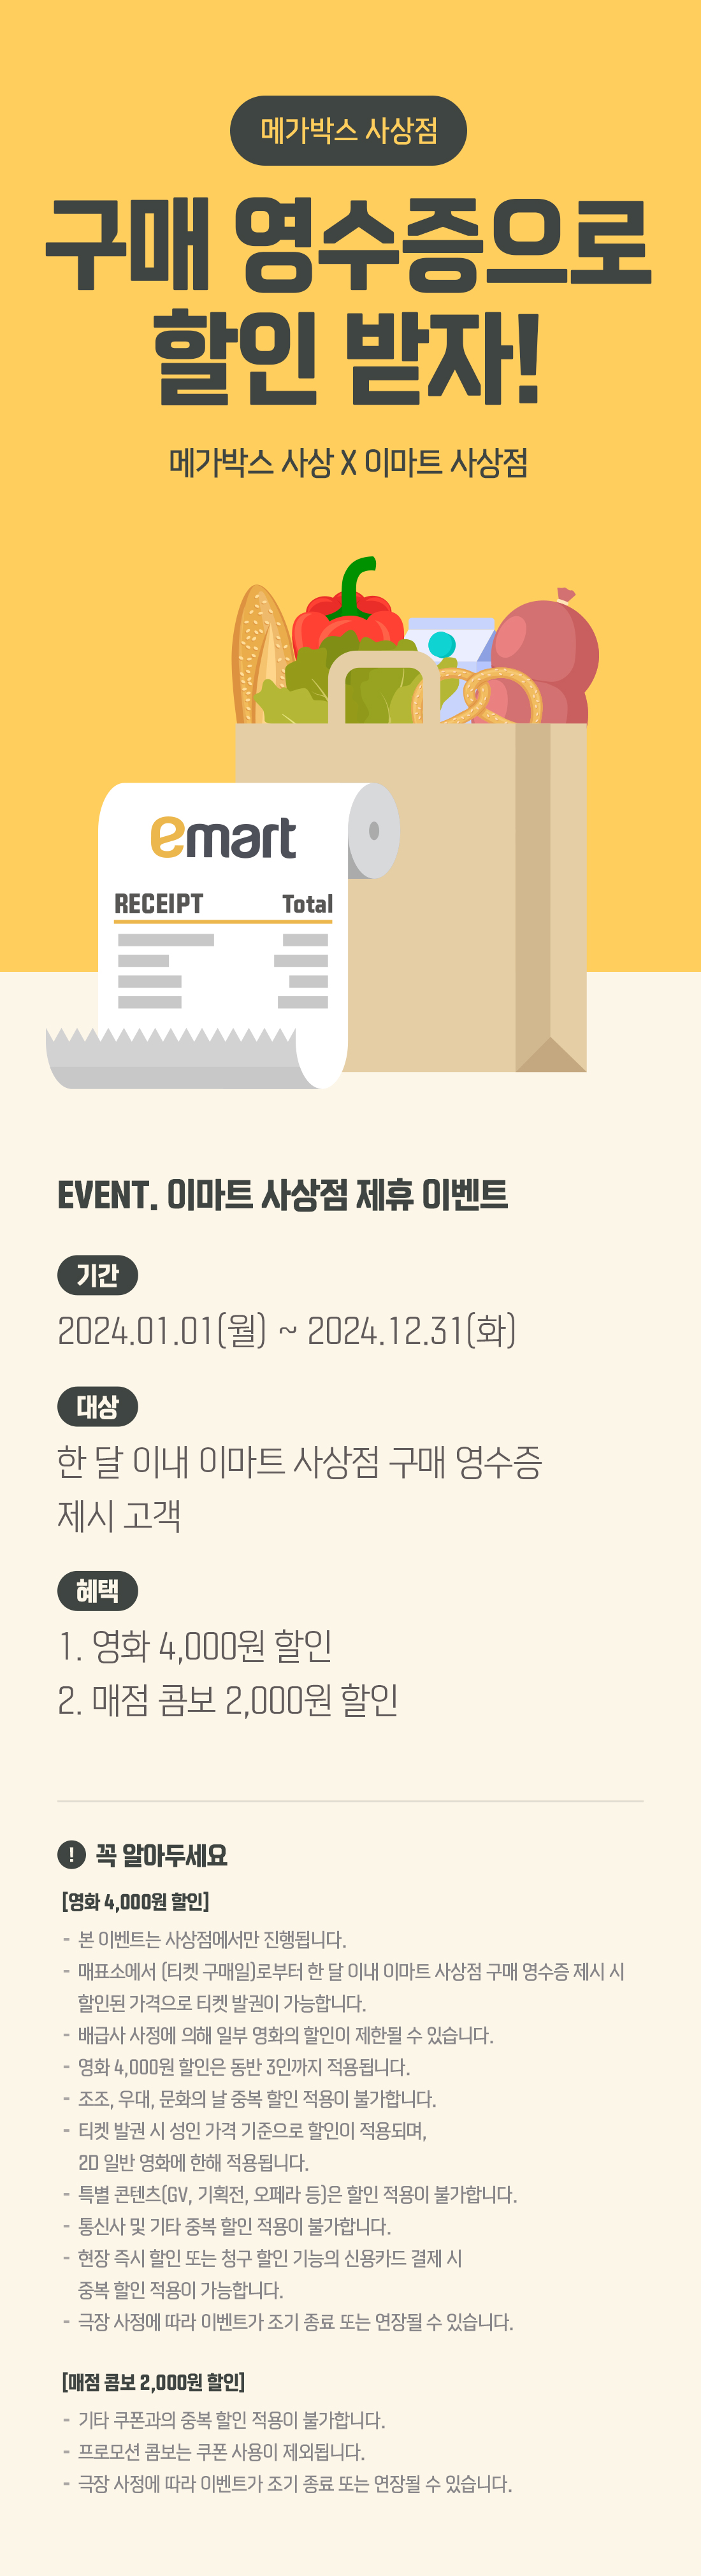 메가박스 사상점
구매 영수증으로
할인 받자!
메가박스 사상 X 이마트 사상점
emart
RECEIPT Total
EVENT. 이마트 사상점 제휴 이벤트
기간
2024.01.01(월) ~ 2024.12.31(화)
대상
한 달 이내 이마트 사상점 구매 영수증
제시 고객
혜택
1. 영화 4,000원 할인
2. 매점 콤보 2,000원 할인
! 꼭 알아두세요
[영화 4,000원 할인]
- 본 이벤트는 사상점에서만 진행됩니다.
- 매표소에서 (티켓 구매일)로부터 한 달 이내 이마트 사상점 구매 영수증 제시 시
할인된 가격으로 티켓 발권이 가능합니다.
- 배급사 사정에 의해 일부 영화의 할인이 제한될 수 있습니다.
- 영화 4,000원 할인은 동반 3인까지 적용됩니다.
- 조조, 우대, 문화의 날 중복 할인 적용이 불가합니다.
- 티켓 발권 시 성인 가격 기준으로 할인이 적용되며,
2D 일반 영화에 한해 적용됩니다.
- 특별 콘텐츠(GV, 기획전, 오페라 등)은 할인 적용이 불가합니다.
- 통신사 및 기타 중복 할인 적용이 불가합니다.
- 현장 즉시 할인 또는 청구 할인 기능의 신용카드 결제 시
중복 할인 적용이 가능합니다.
- 극장 사정에 따라 이벤트가 조기 종료 또는 연장될 수 있습니다.
[매점 콤보 2,000원 할인]
- 기타 쿠폰과의 중복 할인 적용이 불가합니다.
- 프로모션 콤보는 쿠폰 사용이 제외됩니다.
- 극장 사정에 따라 이벤트가 조기 종료 또는 연장될 수 있습니다.